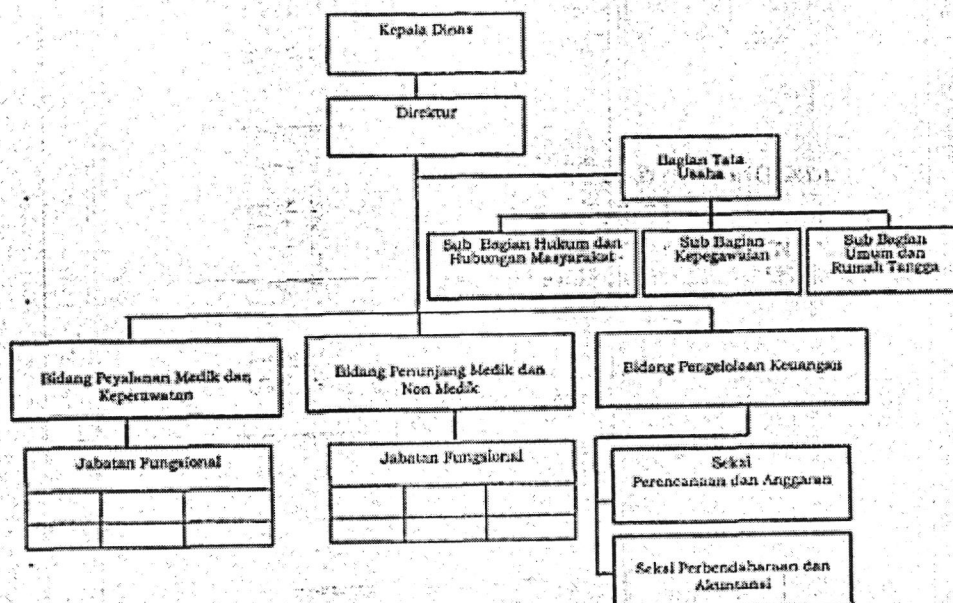 Kepala Dinas
Direktur
Bagian Tata
Usaha
Sub Bagian Hukum dan
Hubungan Masyarakat
Sub Bagian
Kepegawaian
Sub Bagian
Umum dan
Rumah Tangga
Bidang Peyalanan Medik dan
Keperawatan
Bidang Penunjang Medik dan
Non Medik
Bidang Pengelolaan Keuangan
Jabatan Fungsional
Jabatan Fungsional
Seksi
Perencanaan dan Anggaran
Seksi Perbendaharaan dan
Akuntansi